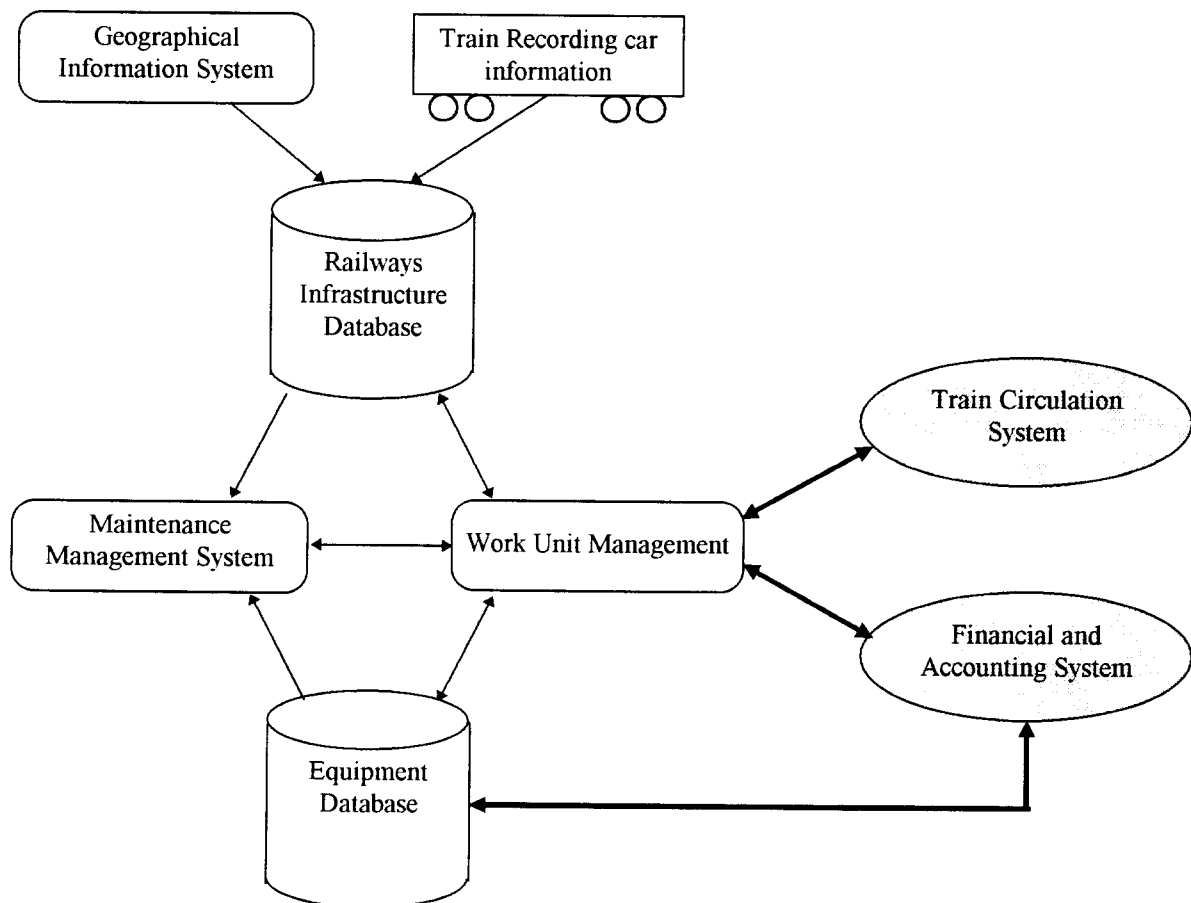 Geographical
Information System
Train Recording car
information
Railways
Infrastructure
Database
Train Circulation
System
Maintenance
Management System
Work Unit Management
Financial and
Accounting System
Equipment
Database